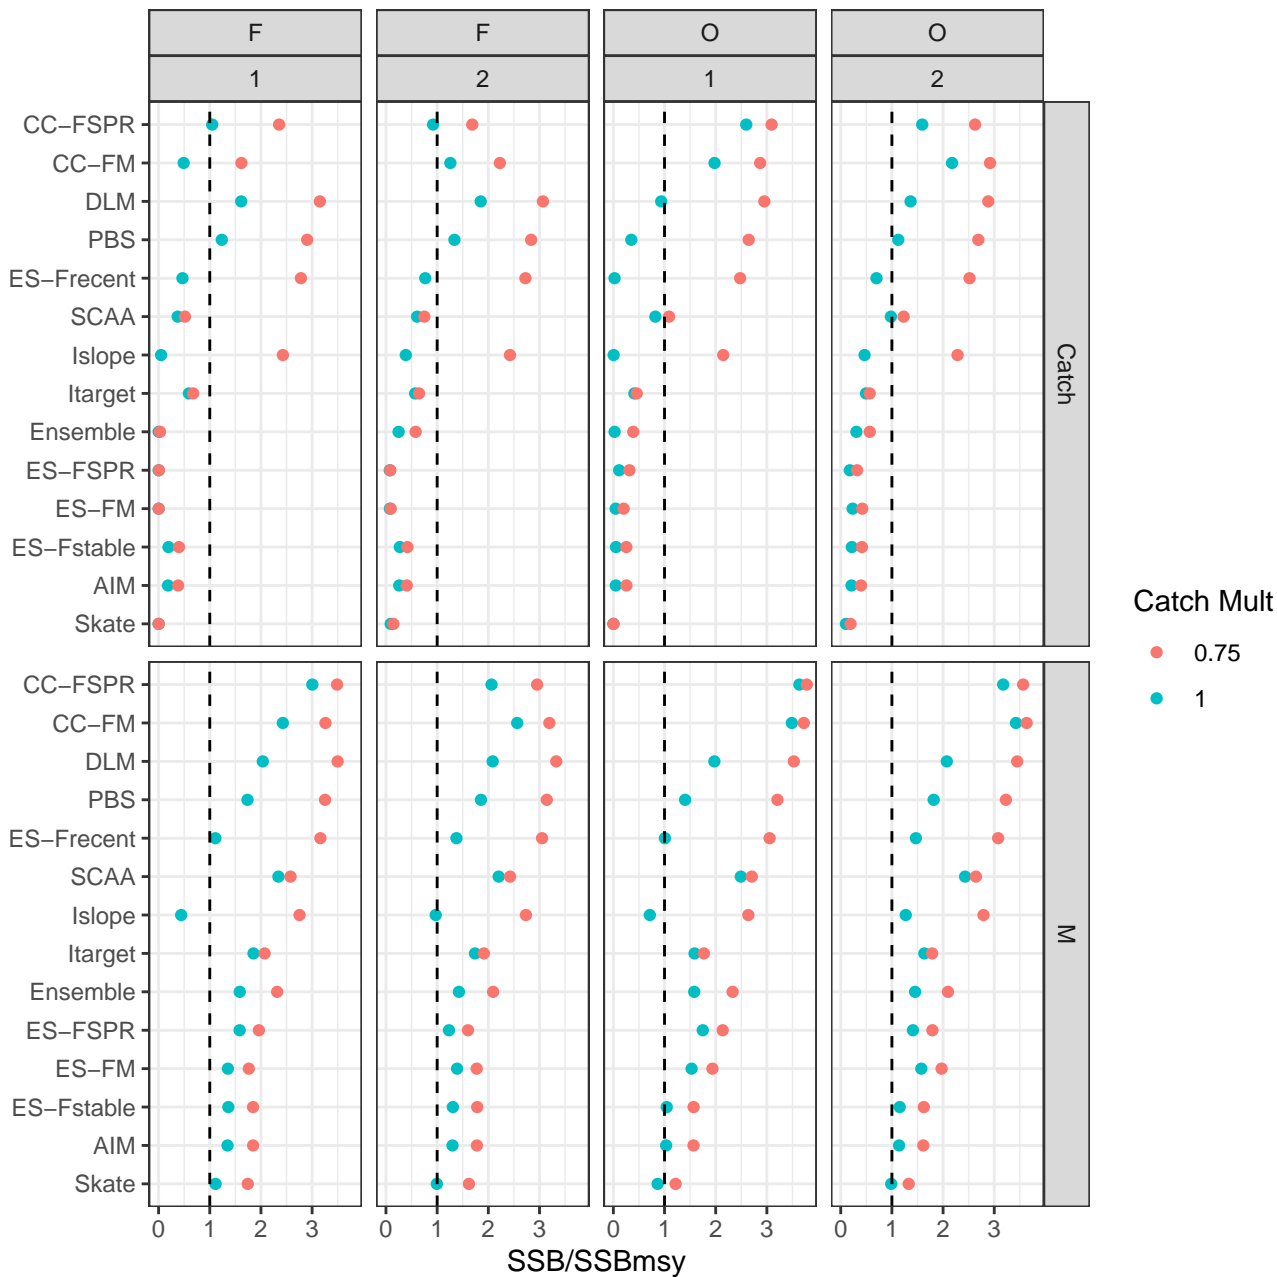 F F O O
1 2 1 2
CC−FSPR
CC−FM
DLM
PBS
ES−Frecent
SCAA
Islope
Itarget
Ensemble
ES−FSPR
ES−FM
ES−Fstable
AIM
Skate
Catch
CC−FSPR
CC−FM
DLM
PBS
ES−Frecent
SCAA
Islope
Itarget
Ensemble
ES−FSPR
ES−FM
ES−Fstable
AIM
Skate
M
0 1 2 3 0 1 2 3 0 1 2 3 0 1 2 3
SSB/SSBmsy
Catch Mult
0.75
1